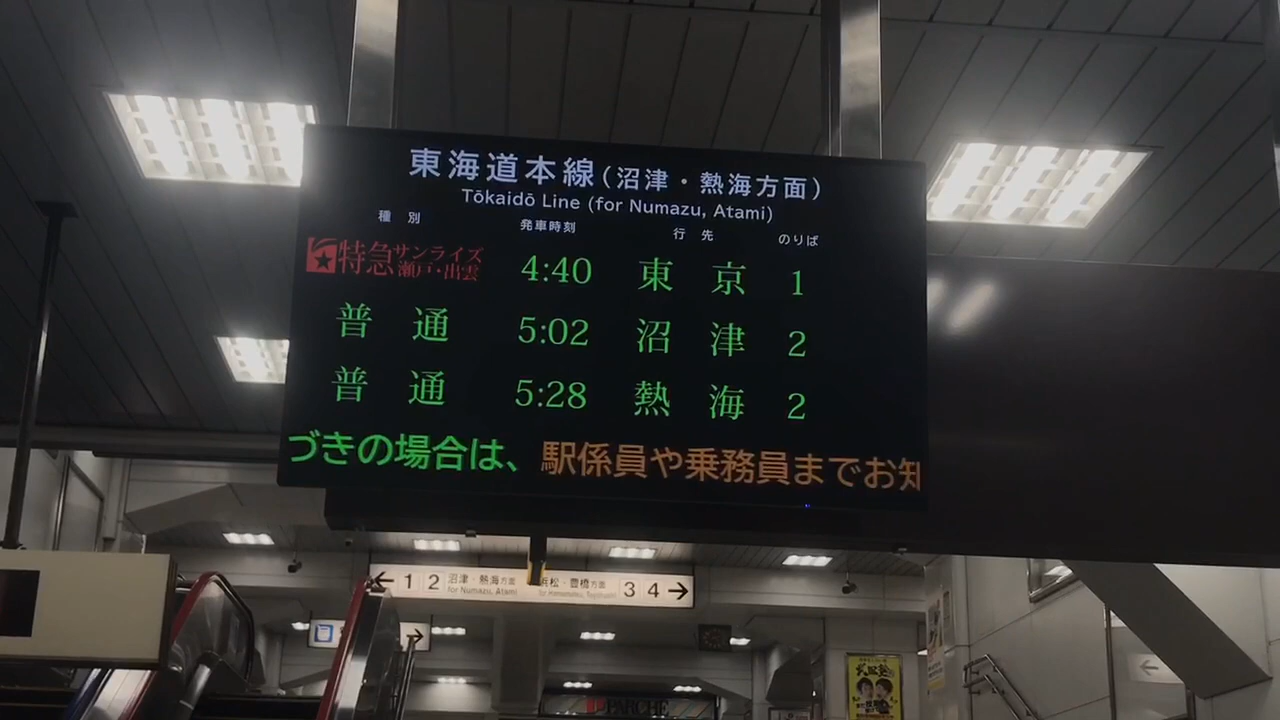 東海道本線(沼津・熱海方面)
Tōkaidō Line (for Numazu, Atami)
種別 発車時刻 行先 のりば
特急 サンライズ瀬戸・出雲 4:40 東京 1
普通 5:02 沼津 2
普通 5:28 熱海 2
づきの場合は、駅係員や乗務員までお知
← 1 2 沼津・熱海方面 浜松・豊橋方面 3 4 →
for Numazu, Atami
→
←
PARCHE